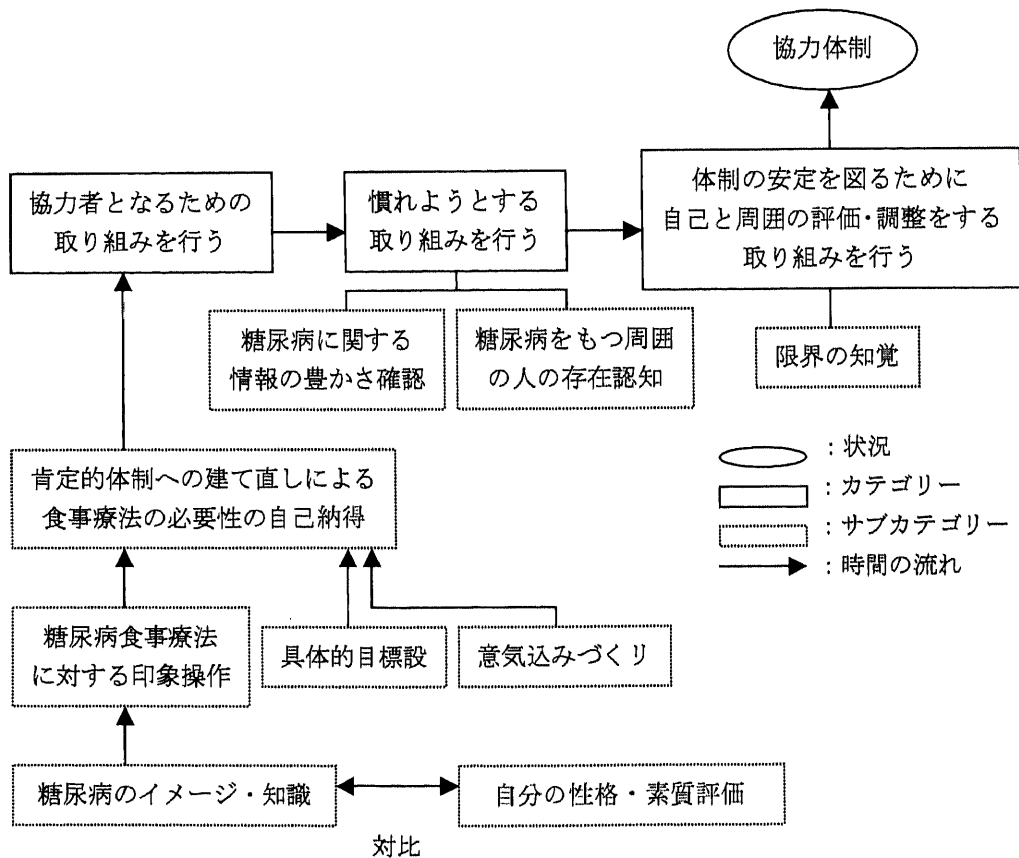 協力体制
協力者となるための
取り組みを行う
慣れようとする
取り組みを行う
体制の安定を図るために
自己と周囲の評価・調整をする
取り組みを行う
糖尿病に関する
情報の豊かさ確認
糖尿病をもつ周囲
の人の存在認知
限界の知覚
肯定的体制への建て直しによる
食事療法の必要性の自己納得
：状況
：カテゴリー
：サブカテゴリー
：時間の流れ
糖尿病食事療法
に対する印象操作
具体的目標設
意気込みづくり
糖尿病のイメージ・知識
自分の性格・素質評価
対比